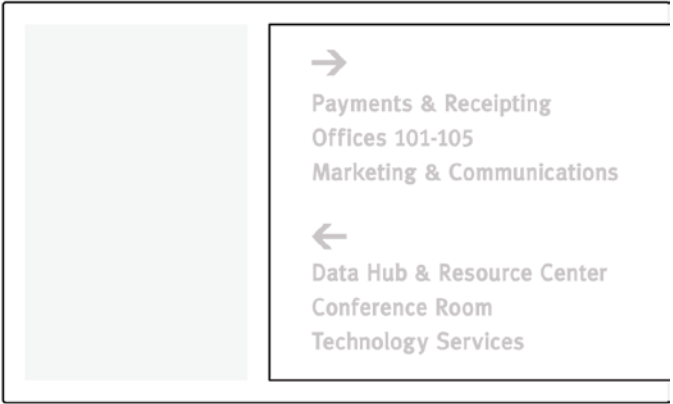 →
Payments & Receipting
Offices 101-105
Marketing & Communications
←
Data Hub & Resource Center
Conference Room
Technology Services